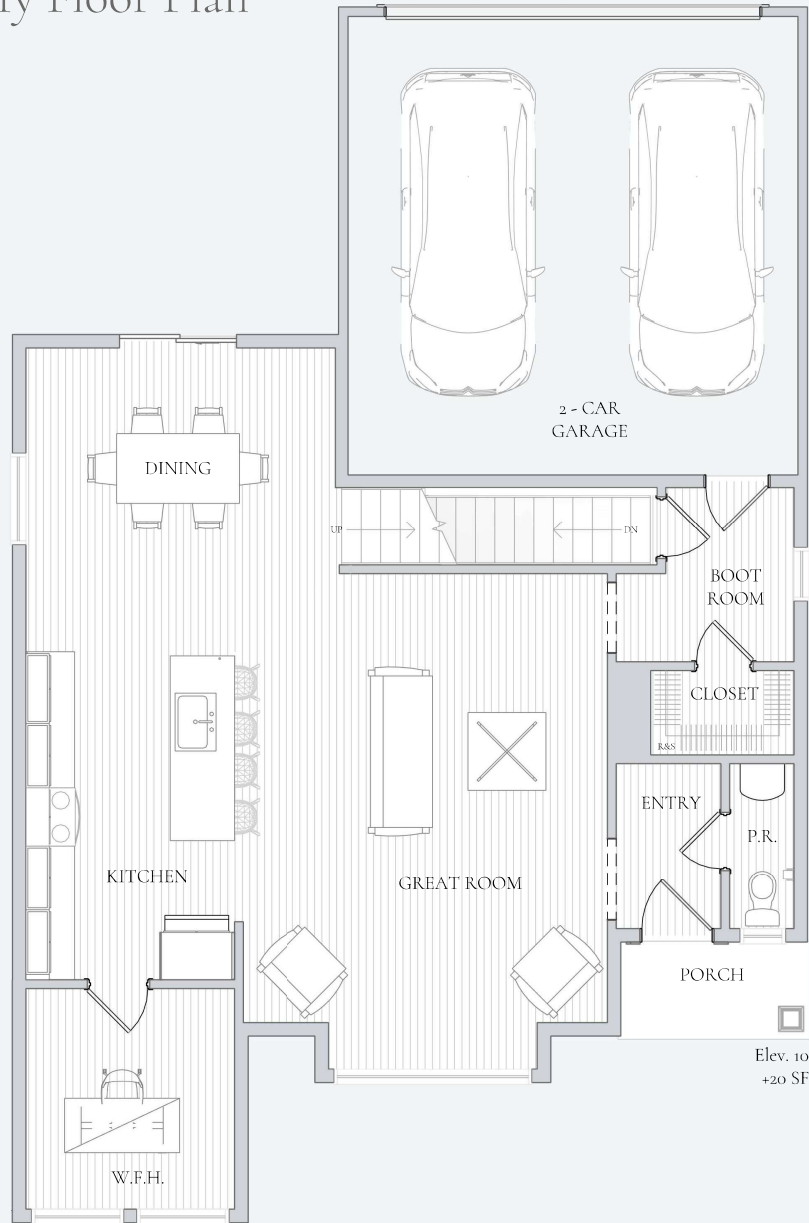 Floor Plan
2 - CAR
GARAGE
DINING
UP
DN
BOOT
ROOM
CLOSET
R&S
ENTRY
P.R.
KITCHEN
GREAT ROOM
PORCH
Elev. 10
+20 SF
W.F.H.